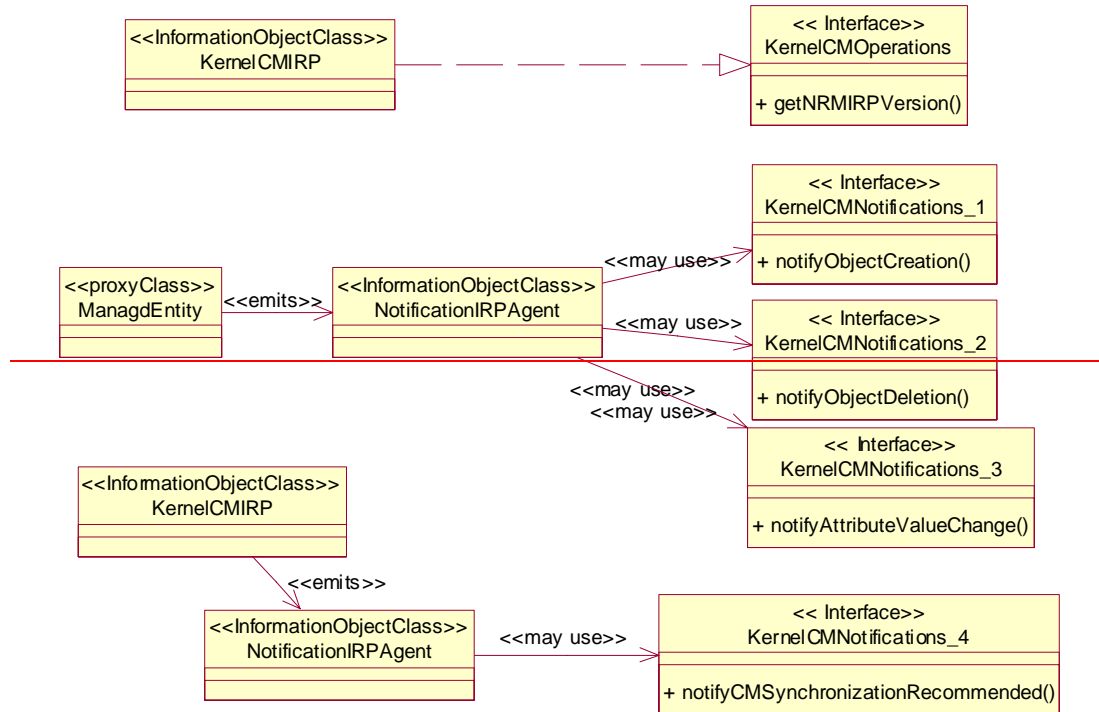 <<InformationObjectClass>>
KernelCMIRP
<< Interface>>
KernelCMOperations
+ getNRMIRPVersion()
<< Interface>>
KernelCMNotifications_1
+ notifyObjectCreation()
<<proxyClass>>
ManagdEntity
<<emits>>
<<InformationObjectClass>>
NotificationIRPAgent
<<may use>>
<<may use>>
<< Interface>>
KernelCMNotifications_2
+ notifyObjectDeletion()
<<may use>>
<<may use>>
<< Interface>>
KernelCMNotifications_3
+ notifyAttributeValueChange()
<<InformationObjectClass>>
KernelCMIRP
<<emits>>
<<InformationObjectClass>>
NotificationIRPAgent
<<may use>>
<< Interface>>
KernelCMNotifications_4
+ notifyCMSynchronizationRecommended()